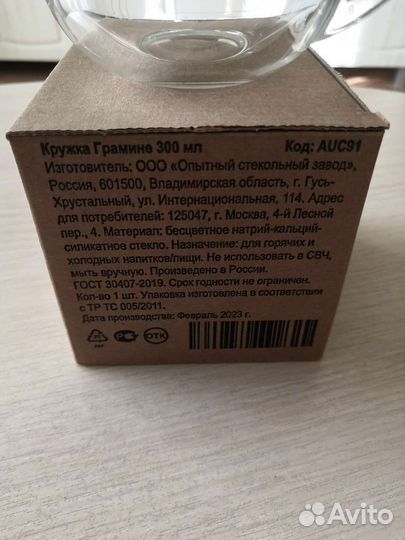 Кружка Грамине 300 мл Код: AUC91
Изготовитель: ООО «Опытный стекольный завод»,
Россия, 601500, Владимирская область, г. Гусь-
Хрустальный, ул. Интернациональная, 114. Адрес
для потребителей: 125047, г. Москва, 4-й Лесной
пер., 4. Материал: бесцветное натрий-кальций-
силикатное стекло. Назначение: для горячих и
холодных напитков/пищи. Не использовать в СВЧ,
мыть вручную. Произведено в России.
ГОСТ 30407-2019. Срок годности не ограничен.
Кол-во 1 шт. Упаковка изготовлена в соответствии
с ТР ТС 005/2011.
Дата производства: Февраль 2023 г.
ОТК
Avito